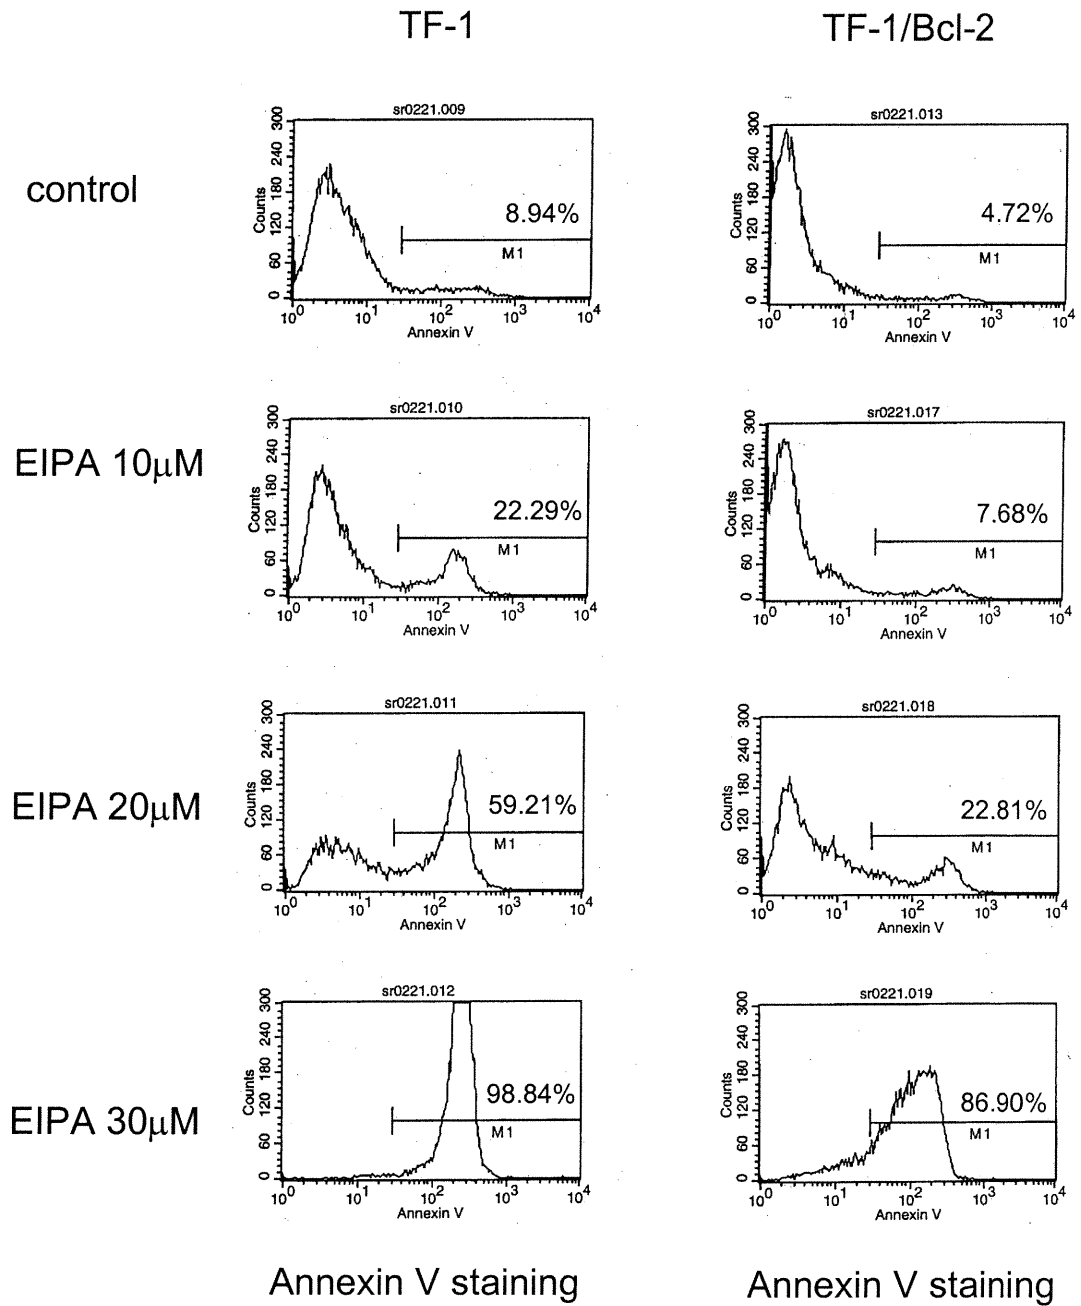 TF-1
TF-1/Bcl-2
control
sr0221.009
300
240
180
120
60
0
Counts
8.94%
M1
10^0 10^1 10^2 10^3 10^4
Annexin V
sr0221.013
300
240
180
120
60
0
Counts
4.72%
M1
10^0 10^1 10^2 10^3 10^4
Annexin V
EIPA 10μM
sr0221.010
300
240
180
120
60
0
Counts
22.29%
M1
10^0 10^1 10^2 10^3 10^4
Annexin V
sr0221.017
300
240
180
120
60
0
Counts
7.68%
M1
10^0 10^1 10^2 10^3 10^4
Annexin V
EIPA 20μM
sr0221.011
300
240
180
120
60
0
Counts
59.21%
M1
10^0 10^1 10^2 10^3 10^4
Annexin V
sr0221.018
300
240
180
120
60
0
Counts
22.81%
M1
10^0 10^1 10^2 10^3 10^4
Annexin V
EIPA 30μM
sr0221.012
300
240
180
120
60
0
Counts
98.84%
M1
10^0 10^1 10^2 10^3 10^4
Annexin V
sr0221.019
300
240
180
120
60
0
Counts
86.90%
M1
10^0 10^1 10^2 10^3 10^4
Annexin V
Annexin V staining
Annexin V staining